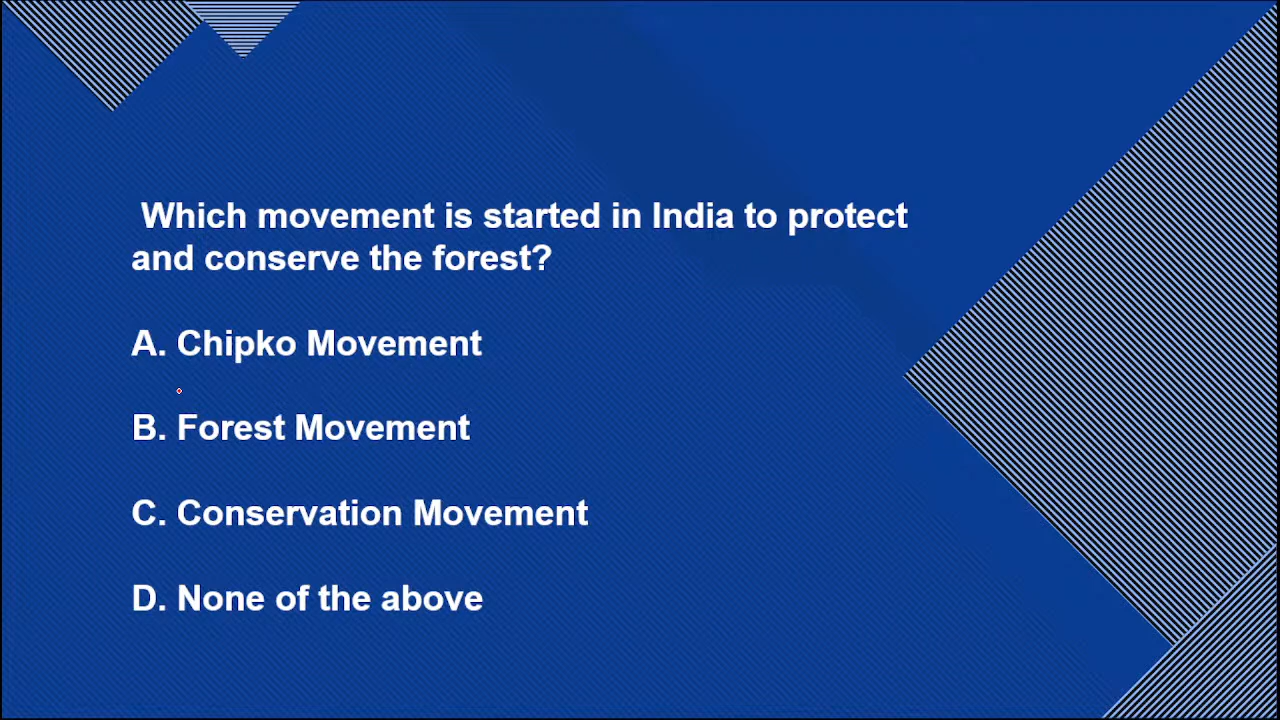 Which movement is started in India to protect
and conserve the forest?
A. Chipko Movement
B. Forest Movement
C. Conservation Movement
D. None of the above